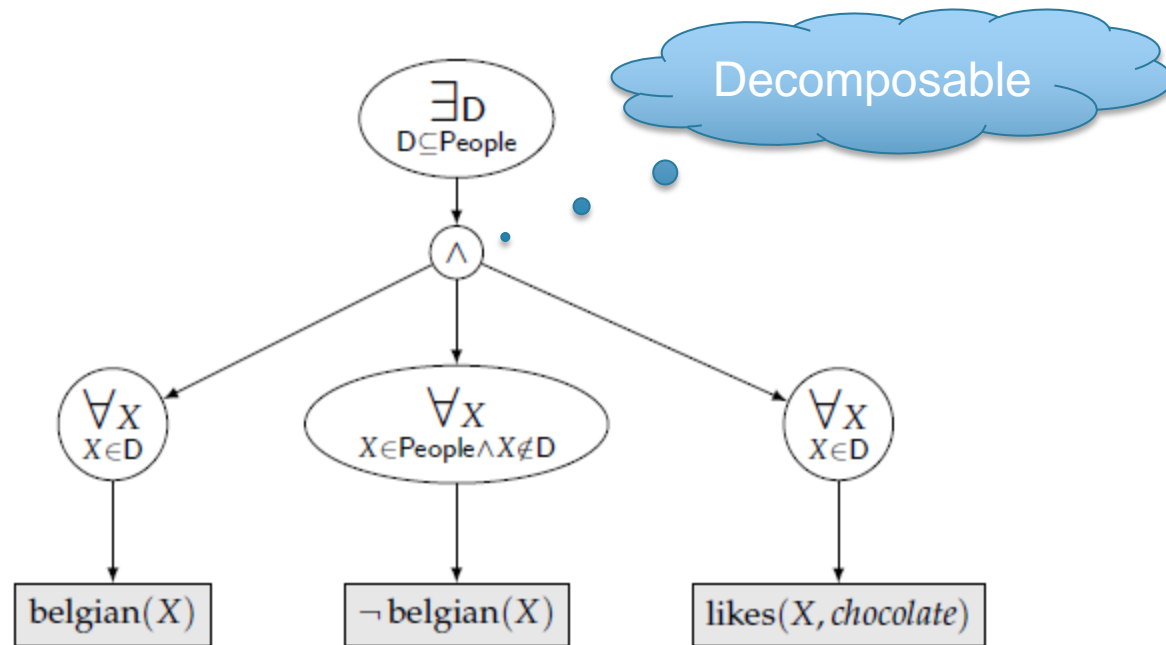 Decomposable
∃D
D⊆People
∧
∀X
X∈D
∀X
X∈People∧X∉D
∀X
X∈D
belgian(X)
¬ belgian(X)
likes(X, chocolate)